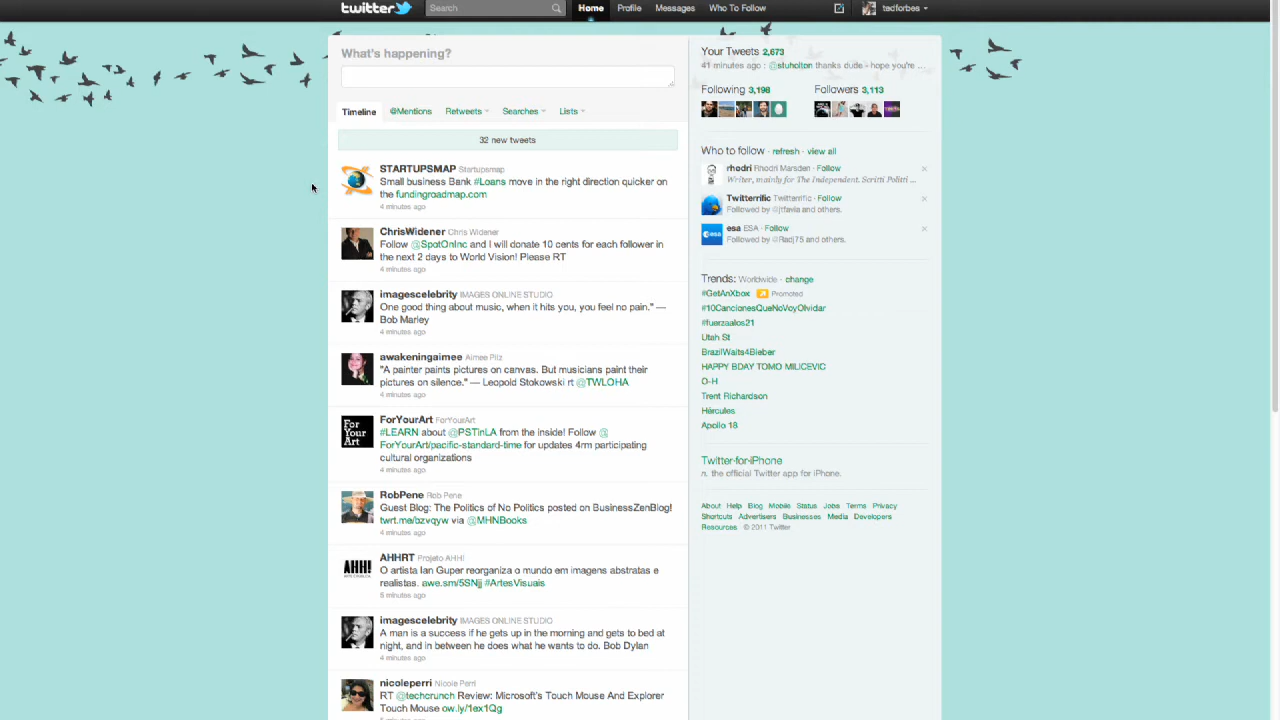 twitter Search Home Profile Messages Who To Follow tedforbes
What's happening?
Timeline @Mentions Retweets Searches Lists
32 new tweets
STARTUPSMAP Startupsmap
Small business Bank #Loans move in the right direction quicker on
the fundingroadmap.com
4 minutes ago
ChrisWidener Chris Widener
Follow @SpotOnInc and I will donate 10 cents for each follower in
the next 2 days to World Vision! Please RT
4 minutes ago
imagescelebrity IMAGES ONLINE STUDIO
One good thing about music, when it hits you, you feel no pain." —
Bob Marley
4 minutes ago
awakeningaimee Aimee Pilz
"A painter paints pictures on canvas. But musicians paint their
pictures on silence." — Leopold Stokowski rt @TWLOHA
4 minutes ago
ForYourArt ForYourArt
For
Your
Art
#LEARN about @PSTinLA from the inside! Follow @
ForYourArt/pacific-standard-time for updates 4rm participating
cultural organizations
4 minutes ago
RobPene Rob Pene
Guest Blog: The Politics of No Politics posted on BusinessZenBlog!
twrt.me/bzvqyw via @MHNBooks
4 minutes ago
AHHRT Projeto AHH!
AHH!
O artista Ian Guper reorganiza o mundo em imagens abstratas e
realistas. awe.sm/5SNjj #ArtesVisuais
5 minutes ago
imagescelebrity IMAGES ONLINE STUDIO
A man is a success if he gets up in the morning and gets to bed at
night, and in between he does what he wants to do. Bob Dylan
4 minutes ago
nicoleperri Nicole Perri
RT @techcrunch Review: Microsoft's Touch Mouse And Explorer
Touch Mouse ow.ly/1ex1Qg
Your Tweets 2,673
41 minutes ago : @stuholton thanks dude - hope you're ...
Following 3,196 Followers 3,113
Who to follow · refresh · view all
rhodri Rhodri Marsden · Follow
Writer, mainly for The Independent. Scritti Politti ...
Twitterrific Twitterrific · Follow
Followed by @jtfavia and others.
esa ESA · Follow
esa
Followed by @Radj75 and others.
Trends: Worldwide · change
#GetAnXbox Promoted
#10CancionesQueNoVoyOlvidar
#fuerzaalos21
Utah St
BrazilWaits4Bieber
HAPPY BDAY TOMO MILICEVIC
O-H
Trent Richardson
Hércules
Apollo 18
Twitter·for·iPhone
n. the official Twitter app for iPhone.
About Help Blog Mobile Status Jobs Terms Privacy
Shortcuts Advertisers Businesses Media Developers
Resources © 2011 Twitter